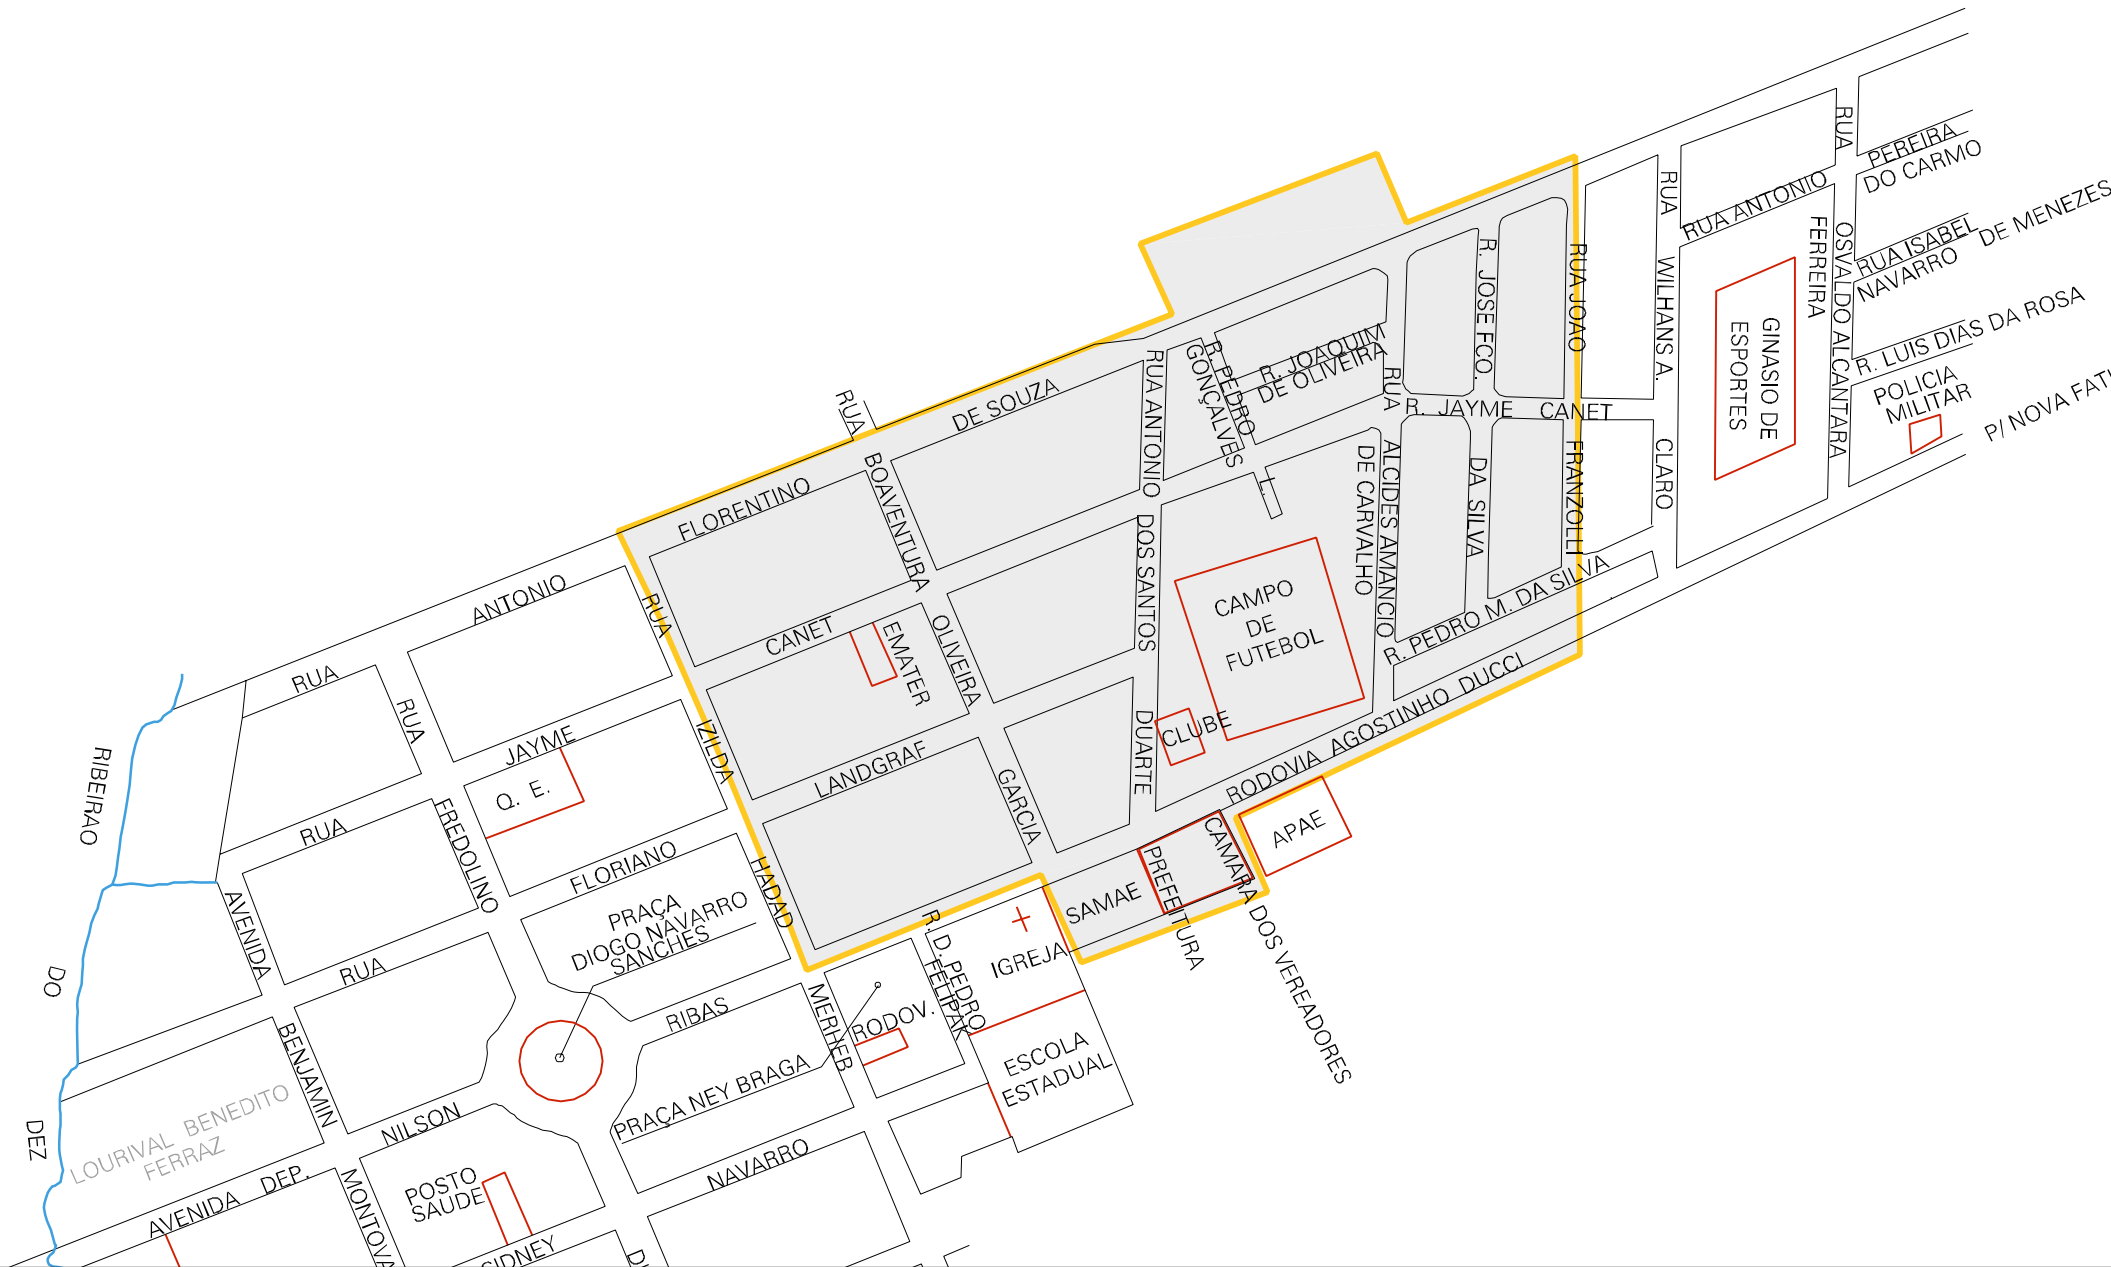 RUA
PEREIRA
DO CARMO
RUA ANTONIO
FERREIRA
OSVALDO ALCANTARA
RUA ISABEL
DE MENEZES
NAVARRO
R. LUIS DIAS DA ROSA
POLICIA
MILITAR
P/ NOVA
GINASIO DE
ESPORTES
RUA
WILHANS A.
CLARO
RUA JOAO
FRANZOLLI
R. JOSE FCO.
DA SILVA
R. JAYME CANET
R. JOAQUIM
DE OLIVEIRA
R. PEDRO
GONÇALVES
L.
RUA
ALCIDES AMANCIO
DE CARVALHO
RUA ANTONIO
DOS SANTOS
DUARTE
CAMPO
DE
FUTEBOL
CLUBE
R. PEDRO M. DA SILVA
RODOVIA AGOSTINHO DUCCI
APAE
CAMARA DOS VEREADORES
PREFEITURA
SAMAE
RUA
BOAVENTURA
OLIVEIRA
GARCIA
RUA
ANTONIO
FLORENTINO
DE SOUZA
RUA
JAYME
CANET
EMATER
RUA
FLORIANO
LANDGRAF
RUA
IZILDA
HADAD
MERHEB
RUA
FREDOLINO
Q. E.
PRAÇA
DIOGO NAVARRO
SANCHES
RIBAS
PRAÇA NEY BRAGA
RODOV.
R. D. PEDRO
FELIPAK
IGREJA
ESCOLA
ESTADUAL
RIBEIRAO
DO
DEZ
AVENIDA
BENJAMIN
MONTOVA
NILSON
LOURIVAL BENEDITO
FERRAZ
AVENIDA DEP.
POSTO
SAUDE
SIDNEY
NAVARRO